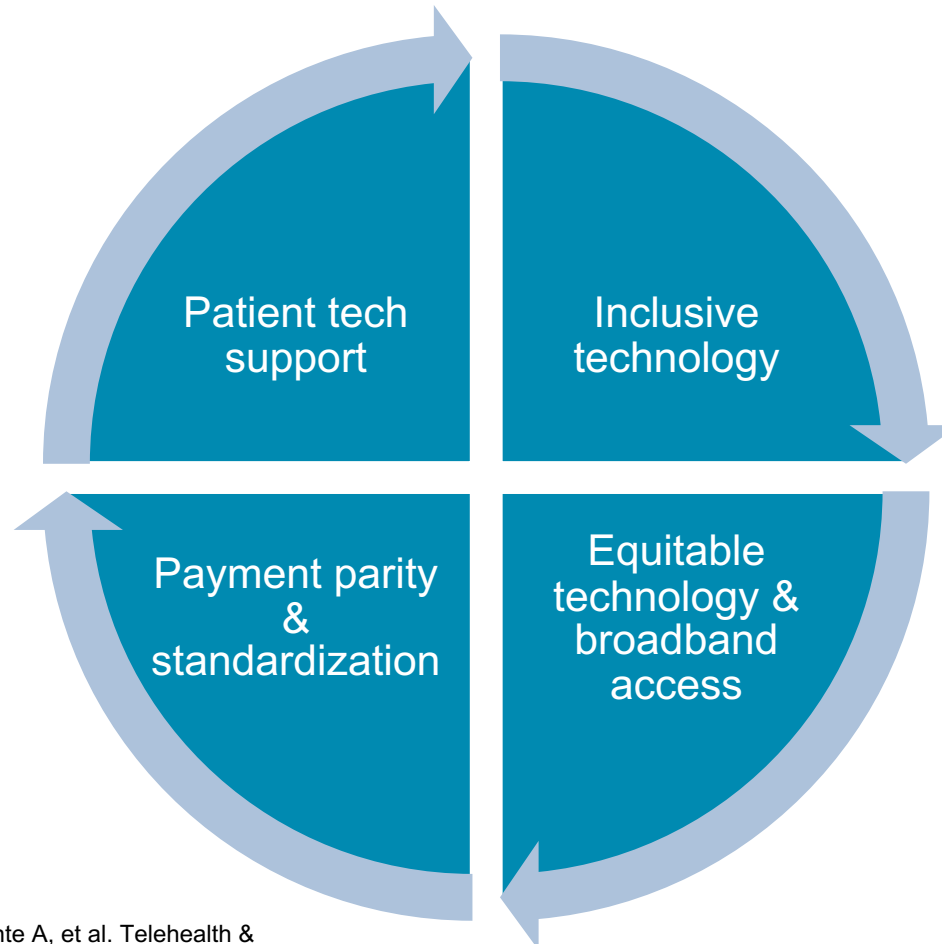 Patient tech
support
Inclusive
technology
Payment parity
&
standardization
Equitable
technology &
broadband
access
A, et al. Telehealth &